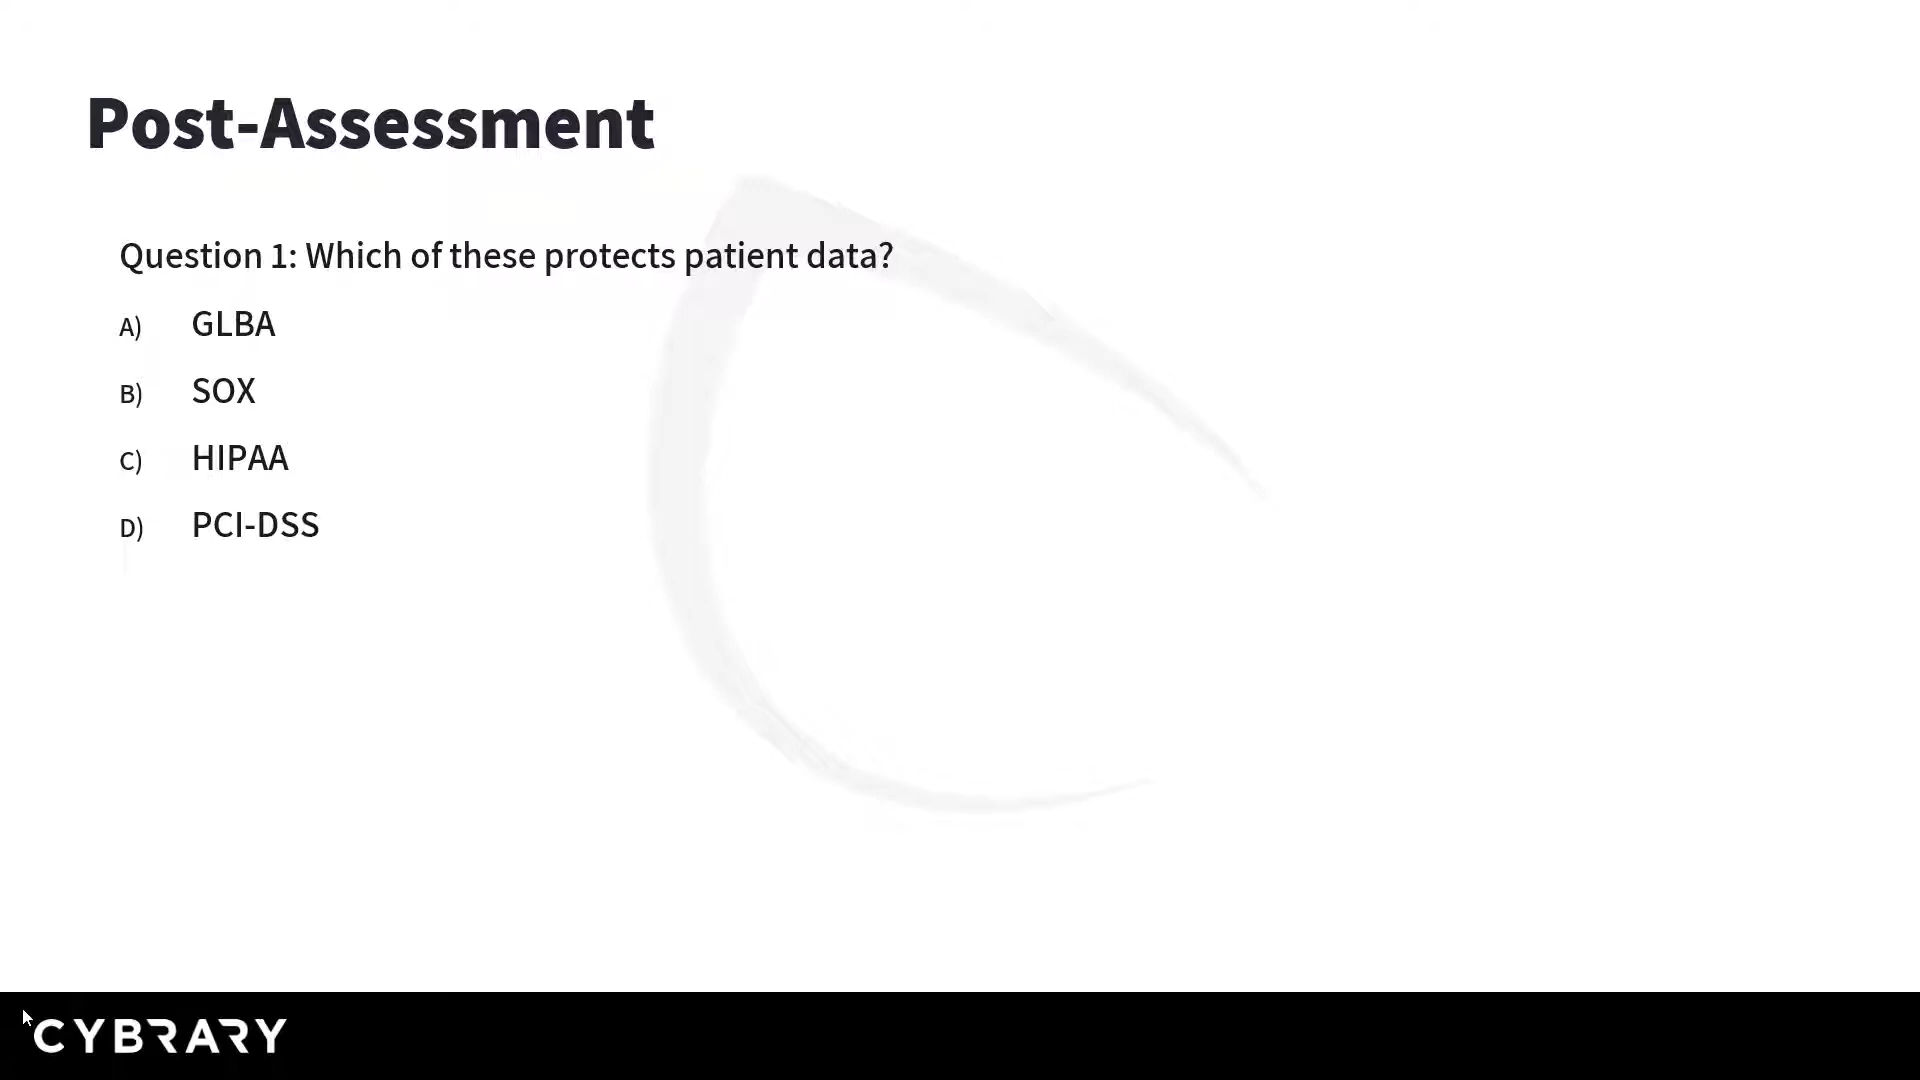 Post-Assessment
Question 1: Which of these protects patient data?
A) GLBA
B) SOX
C) HIPAA
D) PCI-DSS
CYBRARY